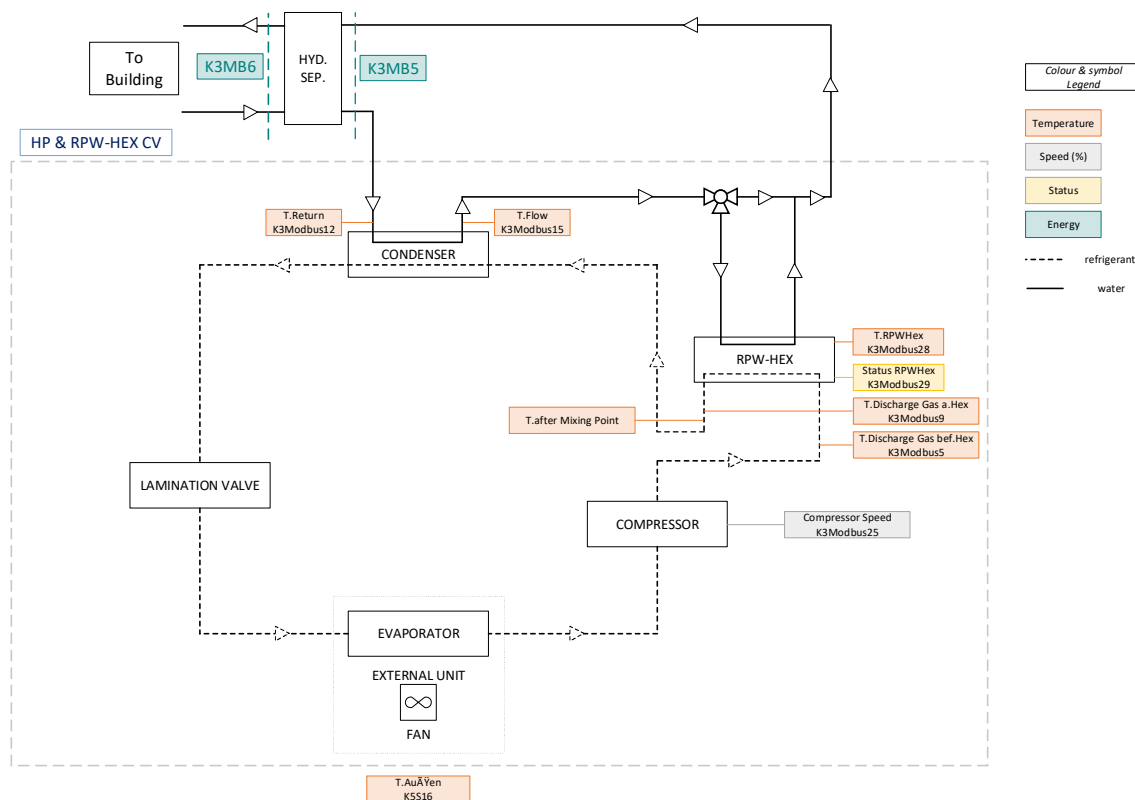 To
Building
K3MB6
HYD.
SEP.
K3MB5
HP & RPW-HEX CV
Colour & symbol
Legend
Temperature
Speed (%)
Status
Energy
refrigerant
water
T.Return
K3Modbus12
T.Flow
K3Modbus15
CONDENSER
RPW-HEX
T.RPWHex
K3Modbus28
Status RPWHex
K3Modbus29
T.after Mixing Point
T.Discharge Gas a.Hex
K3Modbus9
T.Discharge Gas bef.Hex
K3Modbus5
LAMINATION VALVE
COMPRESSOR
Compressor Speed
K3Modbus25
EVAPORATOR
EXTERNAL UNIT
FAN
T.AuÃŸen
K5S16